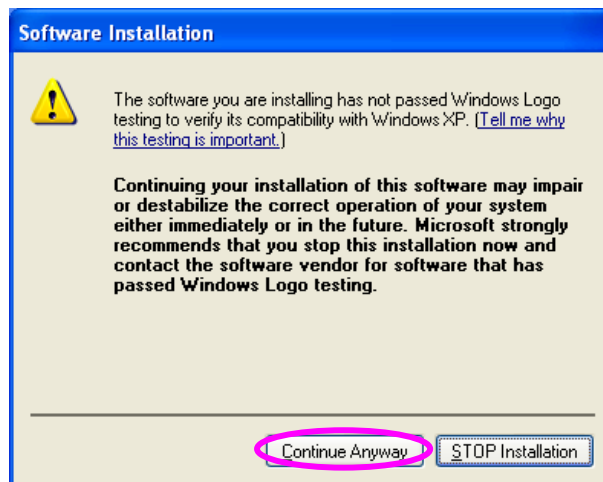 Software Installation
The software you are installing has not passed Windows Logo
testing to verify its compatibility with Windows XP. (Tell me why
this testing is important.)
Continuing your installation of this software may impair
or destabilize the correct operation of your system
either immediately or in the future. Microsoft strongly
recommends that you stop this installation now and
contact the software vendor for software that has
passed Windows Logo testing.
Continue Anyway STOP Installation